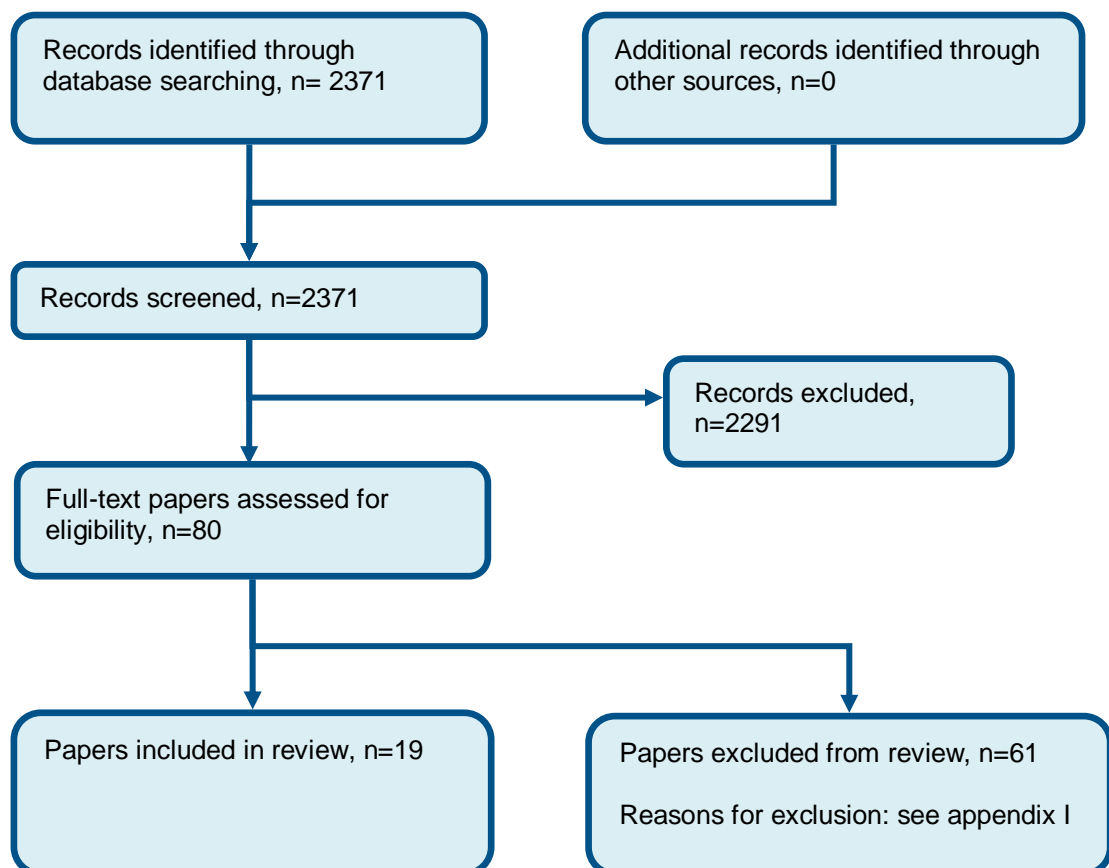 Records identified through
database searching, n= 2371
Additional records identified through
other sources, n=0
Records screened, n=2371
Records excluded,
n=2291
Full-text papers assessed for
eligibility, n=80
Papers included in review, n=19
Papers excluded from review, n=61
Reasons for exclusion: see appendix I